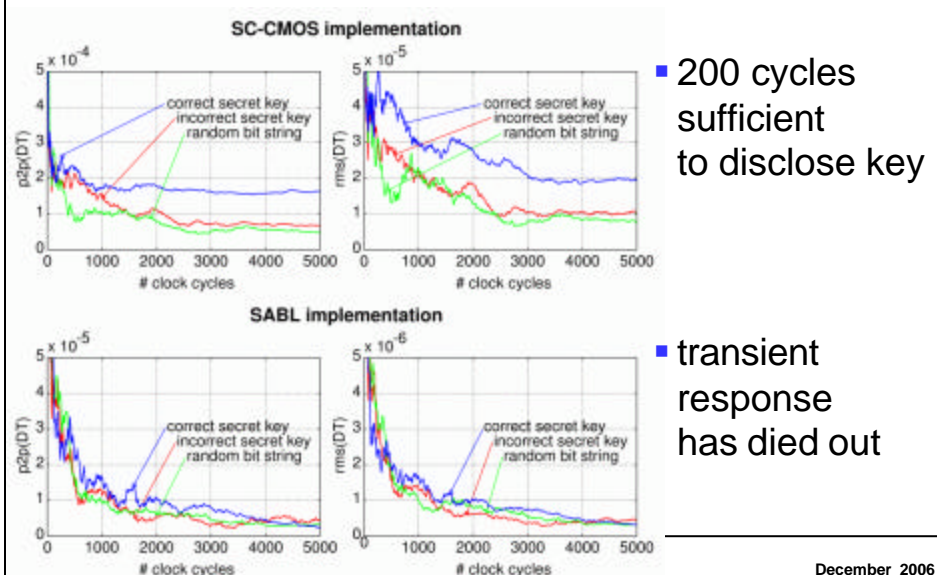 SC-CMOS implementation
5 x 10-4
4
3
2
1
0
p2p(DT)
correct secret key
incorrect secret key
random bit string
0 1000 2000 3000 4000 5000
# clock cycles
5 x 10-5
4
3
2
1
0
rms(DT)
correct secret key
incorrect secret key
random bit string
0 1000 2000 3000 4000 5000
# clock cycles
200 cycles
sufficient
to disclose key
SABL implementation
5 x 10-5
4
3
2
1
0
p2p(DT)
correct secret key
incorrect secret key
random bit string
0 1000 2000 3000 4000 5000
# clock cycles
5 x 10-6
4
3
2
1
0
rms(DT)
correct secret key
incorrect secret key
random bit string
0 1000 2000 3000 4000 5000
# clock cycles
transient
response
has died out
December 2006